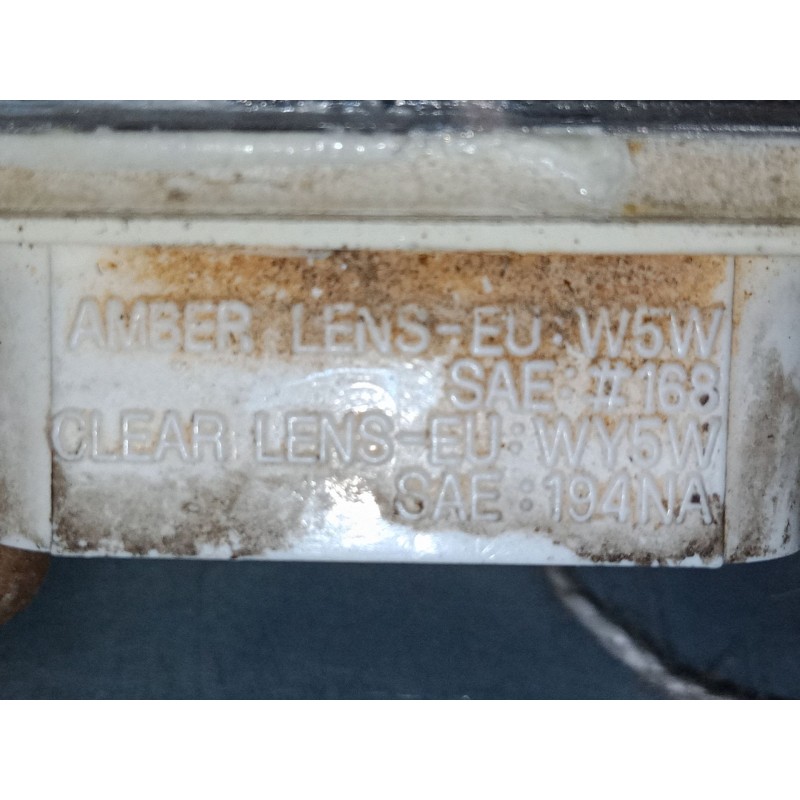 AMBER LENS-EU: W5W
SAE: #168
CLEAR LENS-EU: WY5W
SAE: 194NA